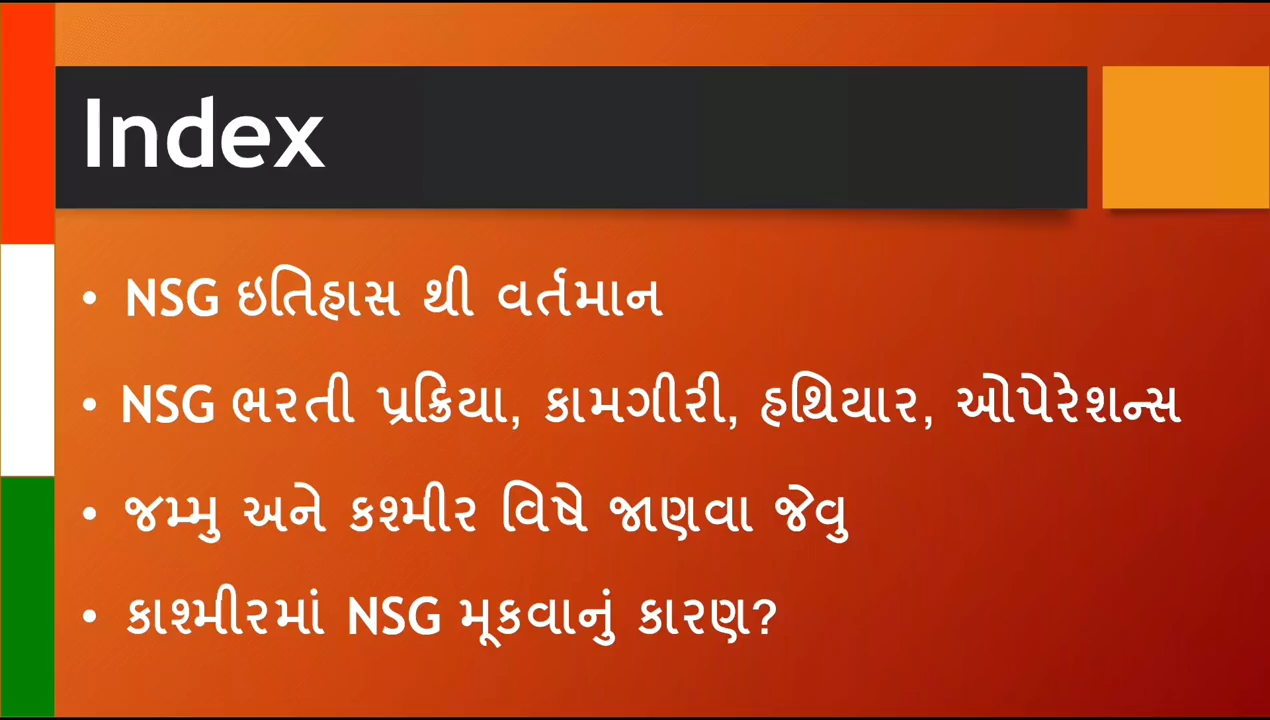 Index
• NSG ઇતિહાસ થી વર્તમાન
• NSG ભરતી પ્રક્રિયા, કામગીરી, હથિયાર, ઓપેરેશન્સ
• જમ્મુ અને કશ્મીર વિષે જાણવા જેવુ
• કાશ્મીરમાં NSG મૂકવાનું કારણ?